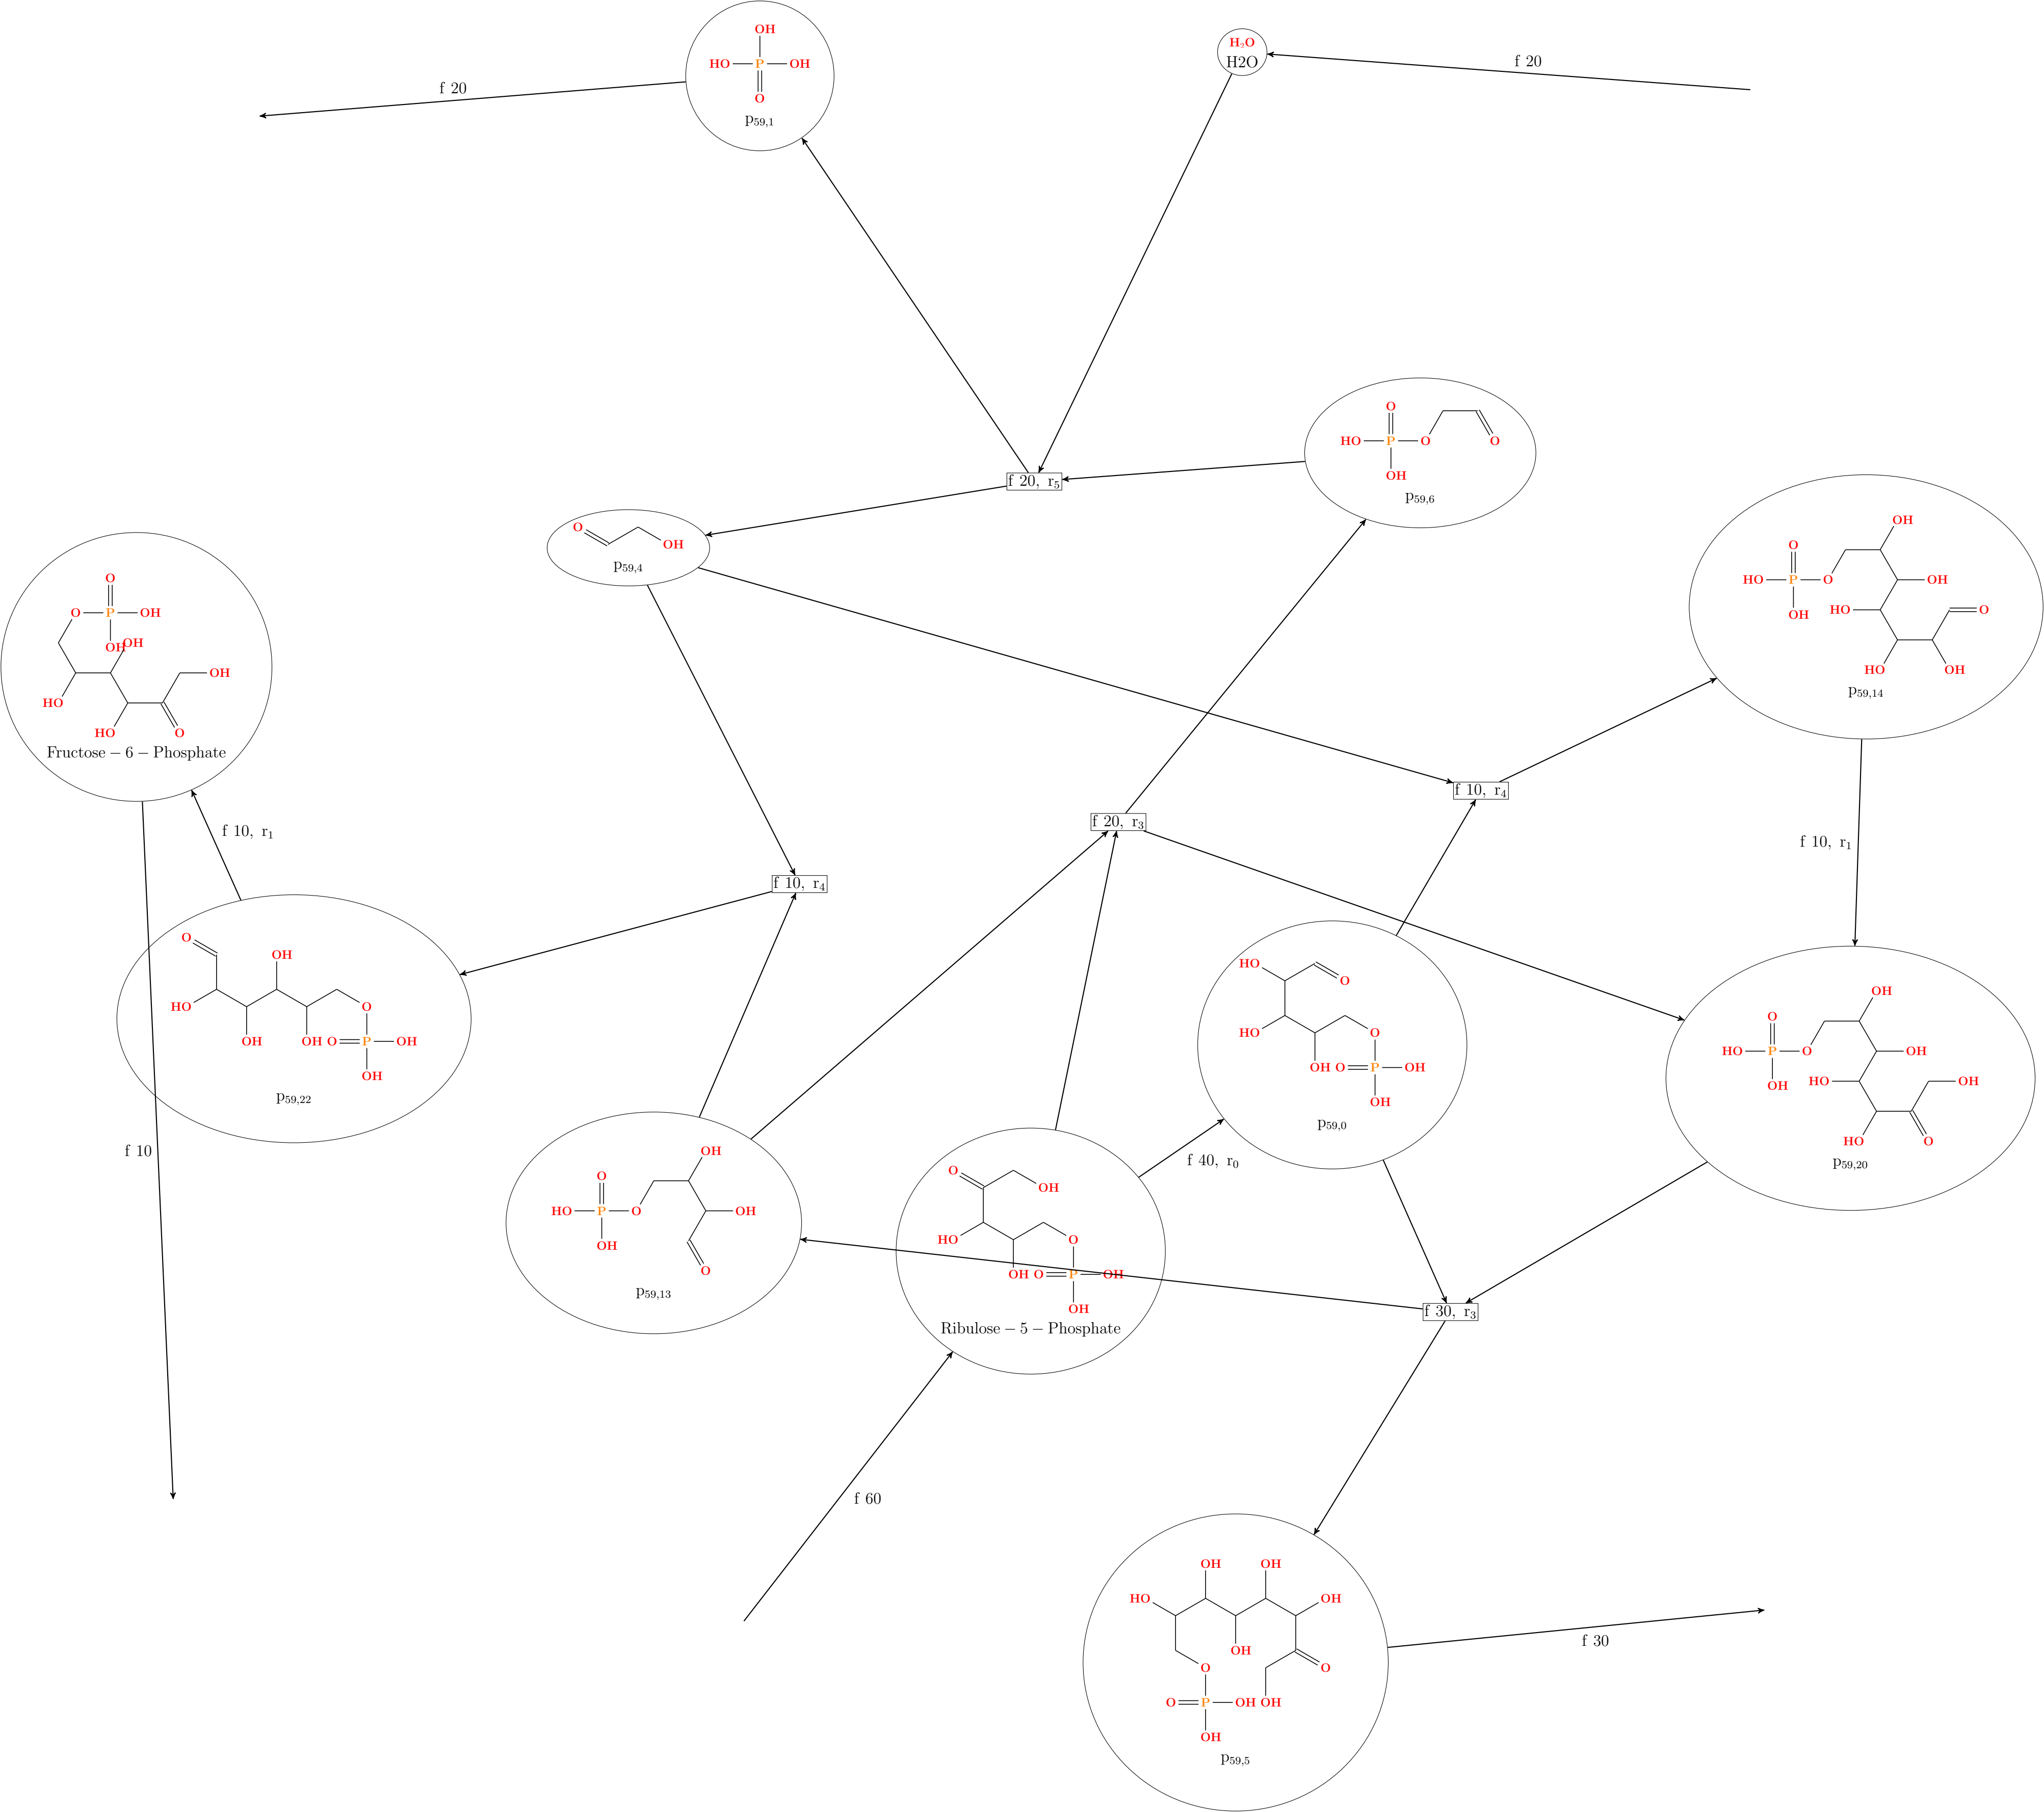 OH
HO P OH
O
p59,1
f 20
H2O
H2O
f 20
f 20, r5
O
HO P O O
OH
p59,6
O OH
p59,4
OH
O
HO P O OH
OH HO O
HO OH
p59,14
O
O P OH
OH OH
OH
HO
HO O
Fructose − 6 − Phosphate
f 10, r4
f 20, r3
f 10, r1
f 10, r1
f 10, r4
O OH
HO O
OH OH O P OH
OH
p59,22
HO
O
HO O
OH O P OH
OH
p59,0
OH
O
HO P O OH
OH HO OH
HO O
p59,20
f 10
OH
O
HO P O OH
OH
O
p59,13
O
OH
HO O
OH O P OH
OH
Ribulose − 5 − Phosphate
f 40, r0
f 30, r3
f 60
OH OH
HO OH
OH
O O
O P OH OH
OH
p59,5
f 30